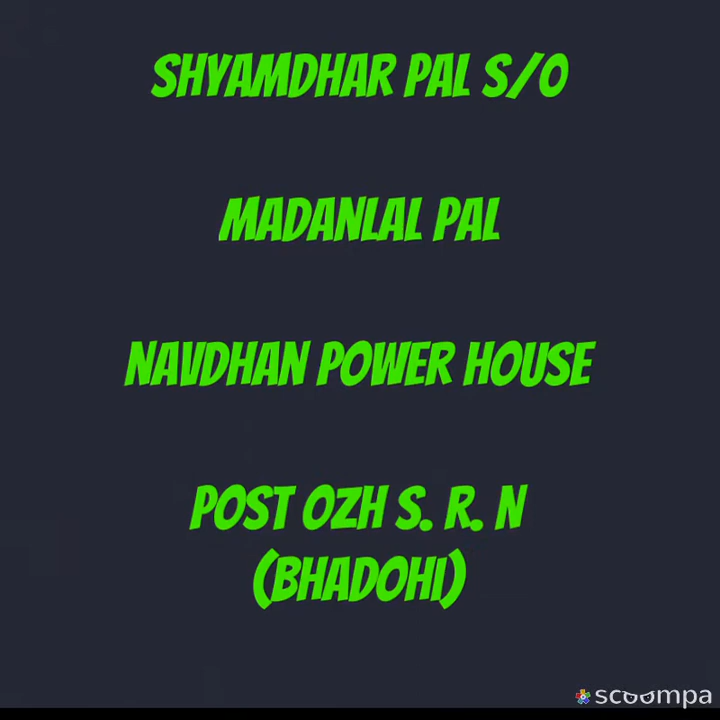 SHYAMDHAR PAL S/O
MADANLAL PAL
NAVDHAN POWER HOUSE
POST OZH S. R. N
(BHADOHI)
scoompa